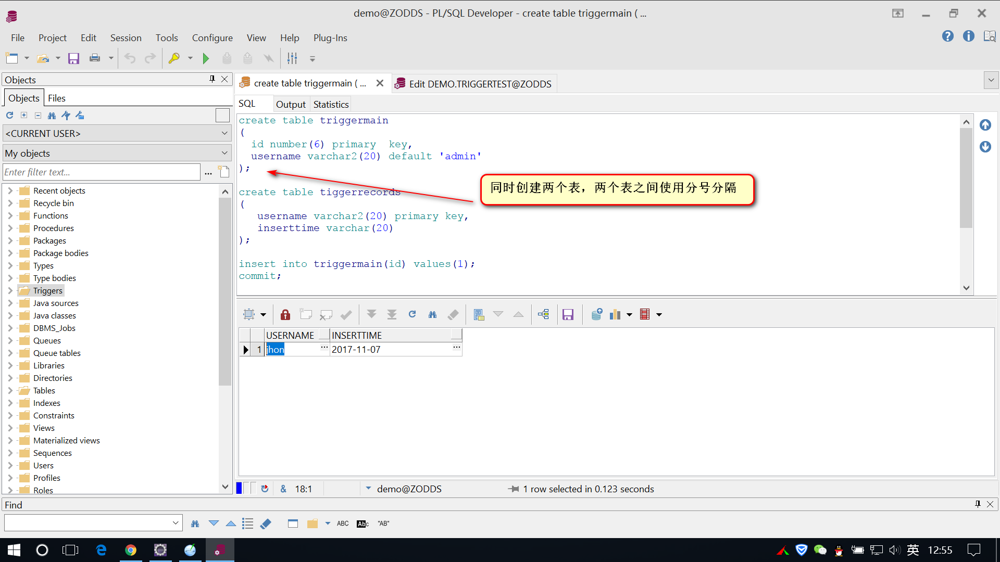 demo@ZODDS - PL/SQL Developer - create table triggermain ( ...
File Project Edit Session Tools Configure View Help Plug-Ins
Objects
Objects Files
<CURRENT USER>
My objects
Enter filter text...
Recent objects
Recycle bin
Functions
Procedures
Packages
Package bodies
Types
Type bodies
Triggers
Java sources
Java classes
DBMS_Jobs
Queues
Queue tables
Libraries
Directories
Tables
Indexes
Constraints
Views
Materialized views
Sequences
Users
Profiles
Roles
create table triggermain ( ... Edit DEMO.TRIGGERTEST@ZODDS
SQL Output Statistics
create table triggermain
(
id number(6) primary key,
username varchar2(20) default 'admin'
);
同时创建两个表，两个表之间使用分号分隔
create table tiggerrecords
(
username varchar2(20) primary key,
inserttime varchar(20)
);
insert into triggermain(id) values(1);
commit;
USERNAME INSERTTIME
1 jhon 2017-11-07
& 18:1 demo@ZODDS 1 row selected in 0.123 seconds
Find
ABC Abc "AB"
英 12:55